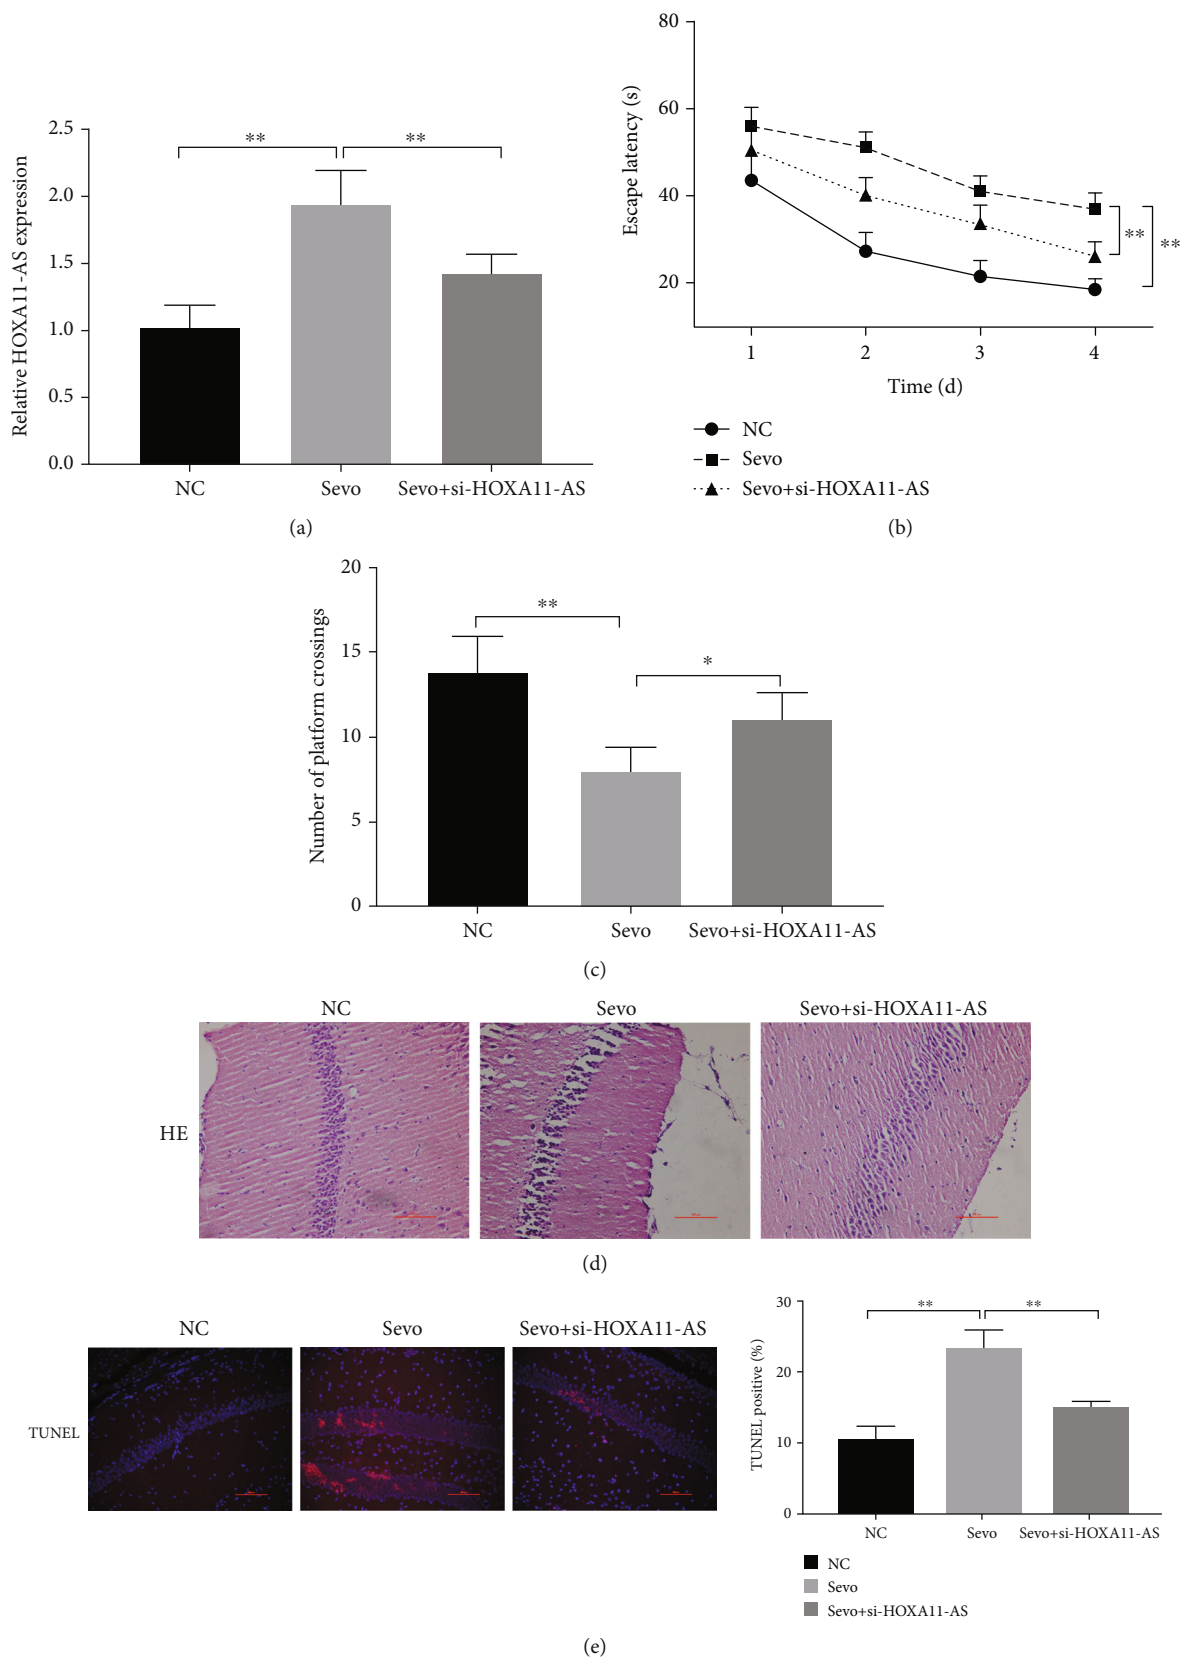 2.5
2.0
1.5
1.0
0.5
0.0
Relative HOXA11-AS expression
**
**
NC
Sevo
Sevo+si-HOXA11-AS
(a)
80
60
40
20
Escape latency (s)
**
**
1
2
3
4
Time (d)
NC
Sevo
Sevo+si-HOXA11-AS
(b)
20
15
10
5
0
Number of platform crossings
**
*
NC
Sevo
Sevo+si-HOXA11-AS
(c)
NC
Sevo
Sevo+si-HOXA11-AS
HE
(d)
NC
Sevo
Sevo+si-HOXA11-AS
TUNEL
30
20
10
0
TUNEL positive (%)
**
**
NC
Sevo
Sevo+si-HOXA11-AS
NC
Sevo
Sevo+si-HOXA11-AS
(e)